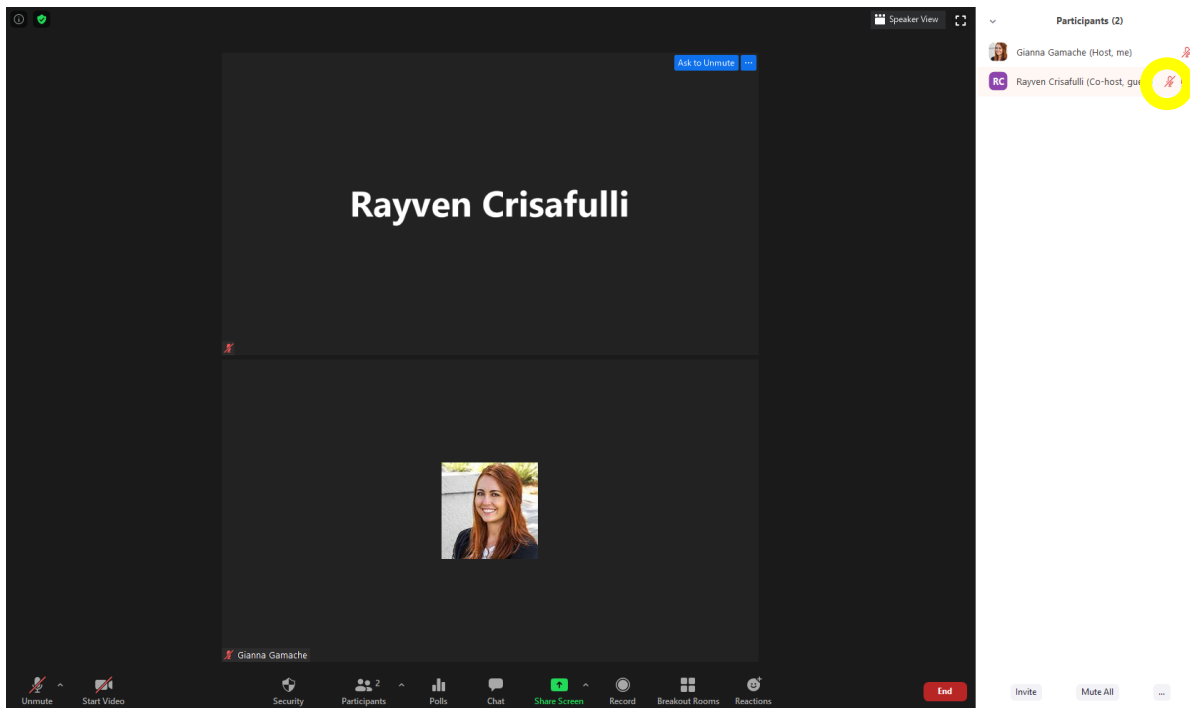 Speaker View
Participants (2)
Gianna Gamache (Host, me)
RC Rayven Crisafulli (Co-host, gue
Ask to Unmute ...
Rayven Crisafulli
Gianna Gamache
Unmute Start Video Security Participants 2 Polls Chat Share Screen Record Breakout Rooms Reactions End
Invite Mute All ...